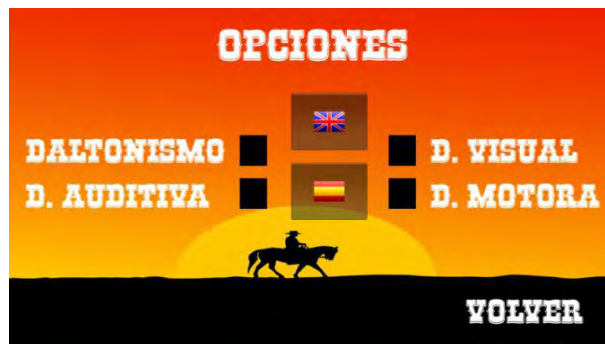 OPCIONES
DALTONISMO
D. VISUAL
D. AUDITIVA
D. MOTORA
VOLVER